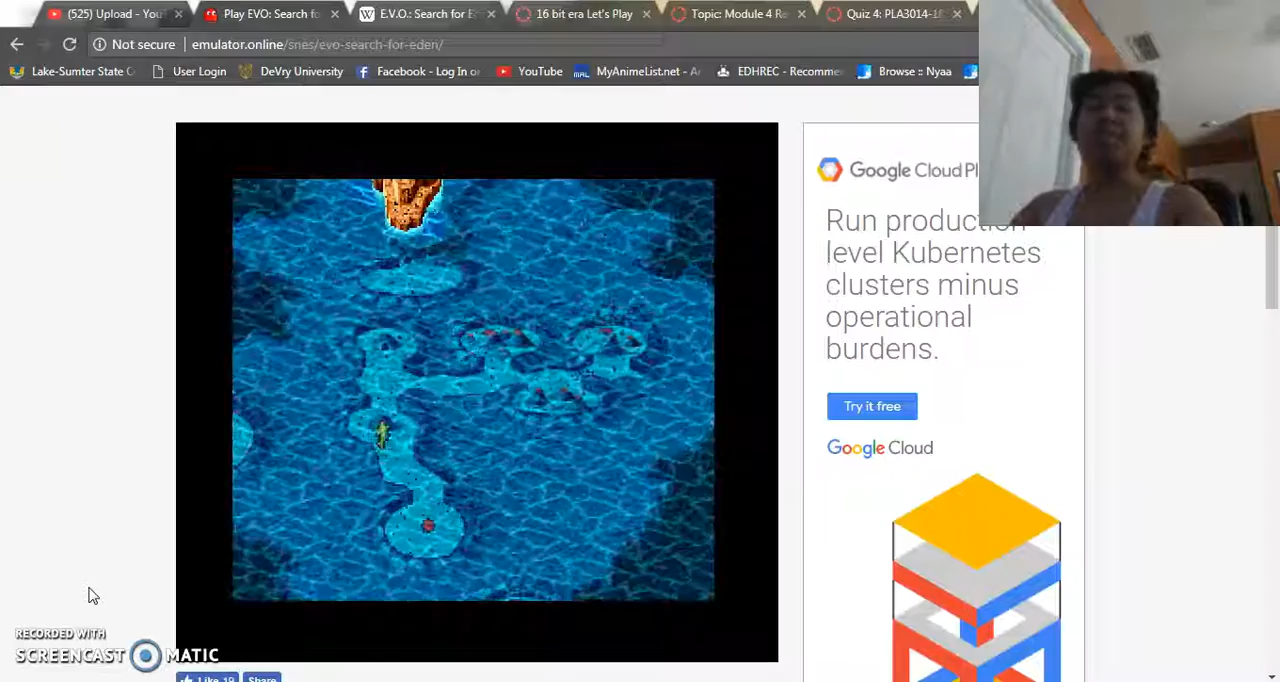 (525) Upload - You
Play EVO: Search fo
E.V.O.: Search for E
16 bit era Let's Play
Topic: Module 4 Re
Quiz 4: PLA3014-1
Not secure emulator.online/snes/evo-search-for-eden/
Lake-Sumter State C
User Login
DeVry University
Facebook - Log In o
YouTube
MyAnimeList.net - A
EDHREC - Recomme
Browse :: Nyaa
Google Cloud Pl
Run production
level Kubernetes
clusters minus
operational
burdens.
Try it free
Google Cloud
RECORDED WITH
SCREENCAST MATIC
Like 19 Share